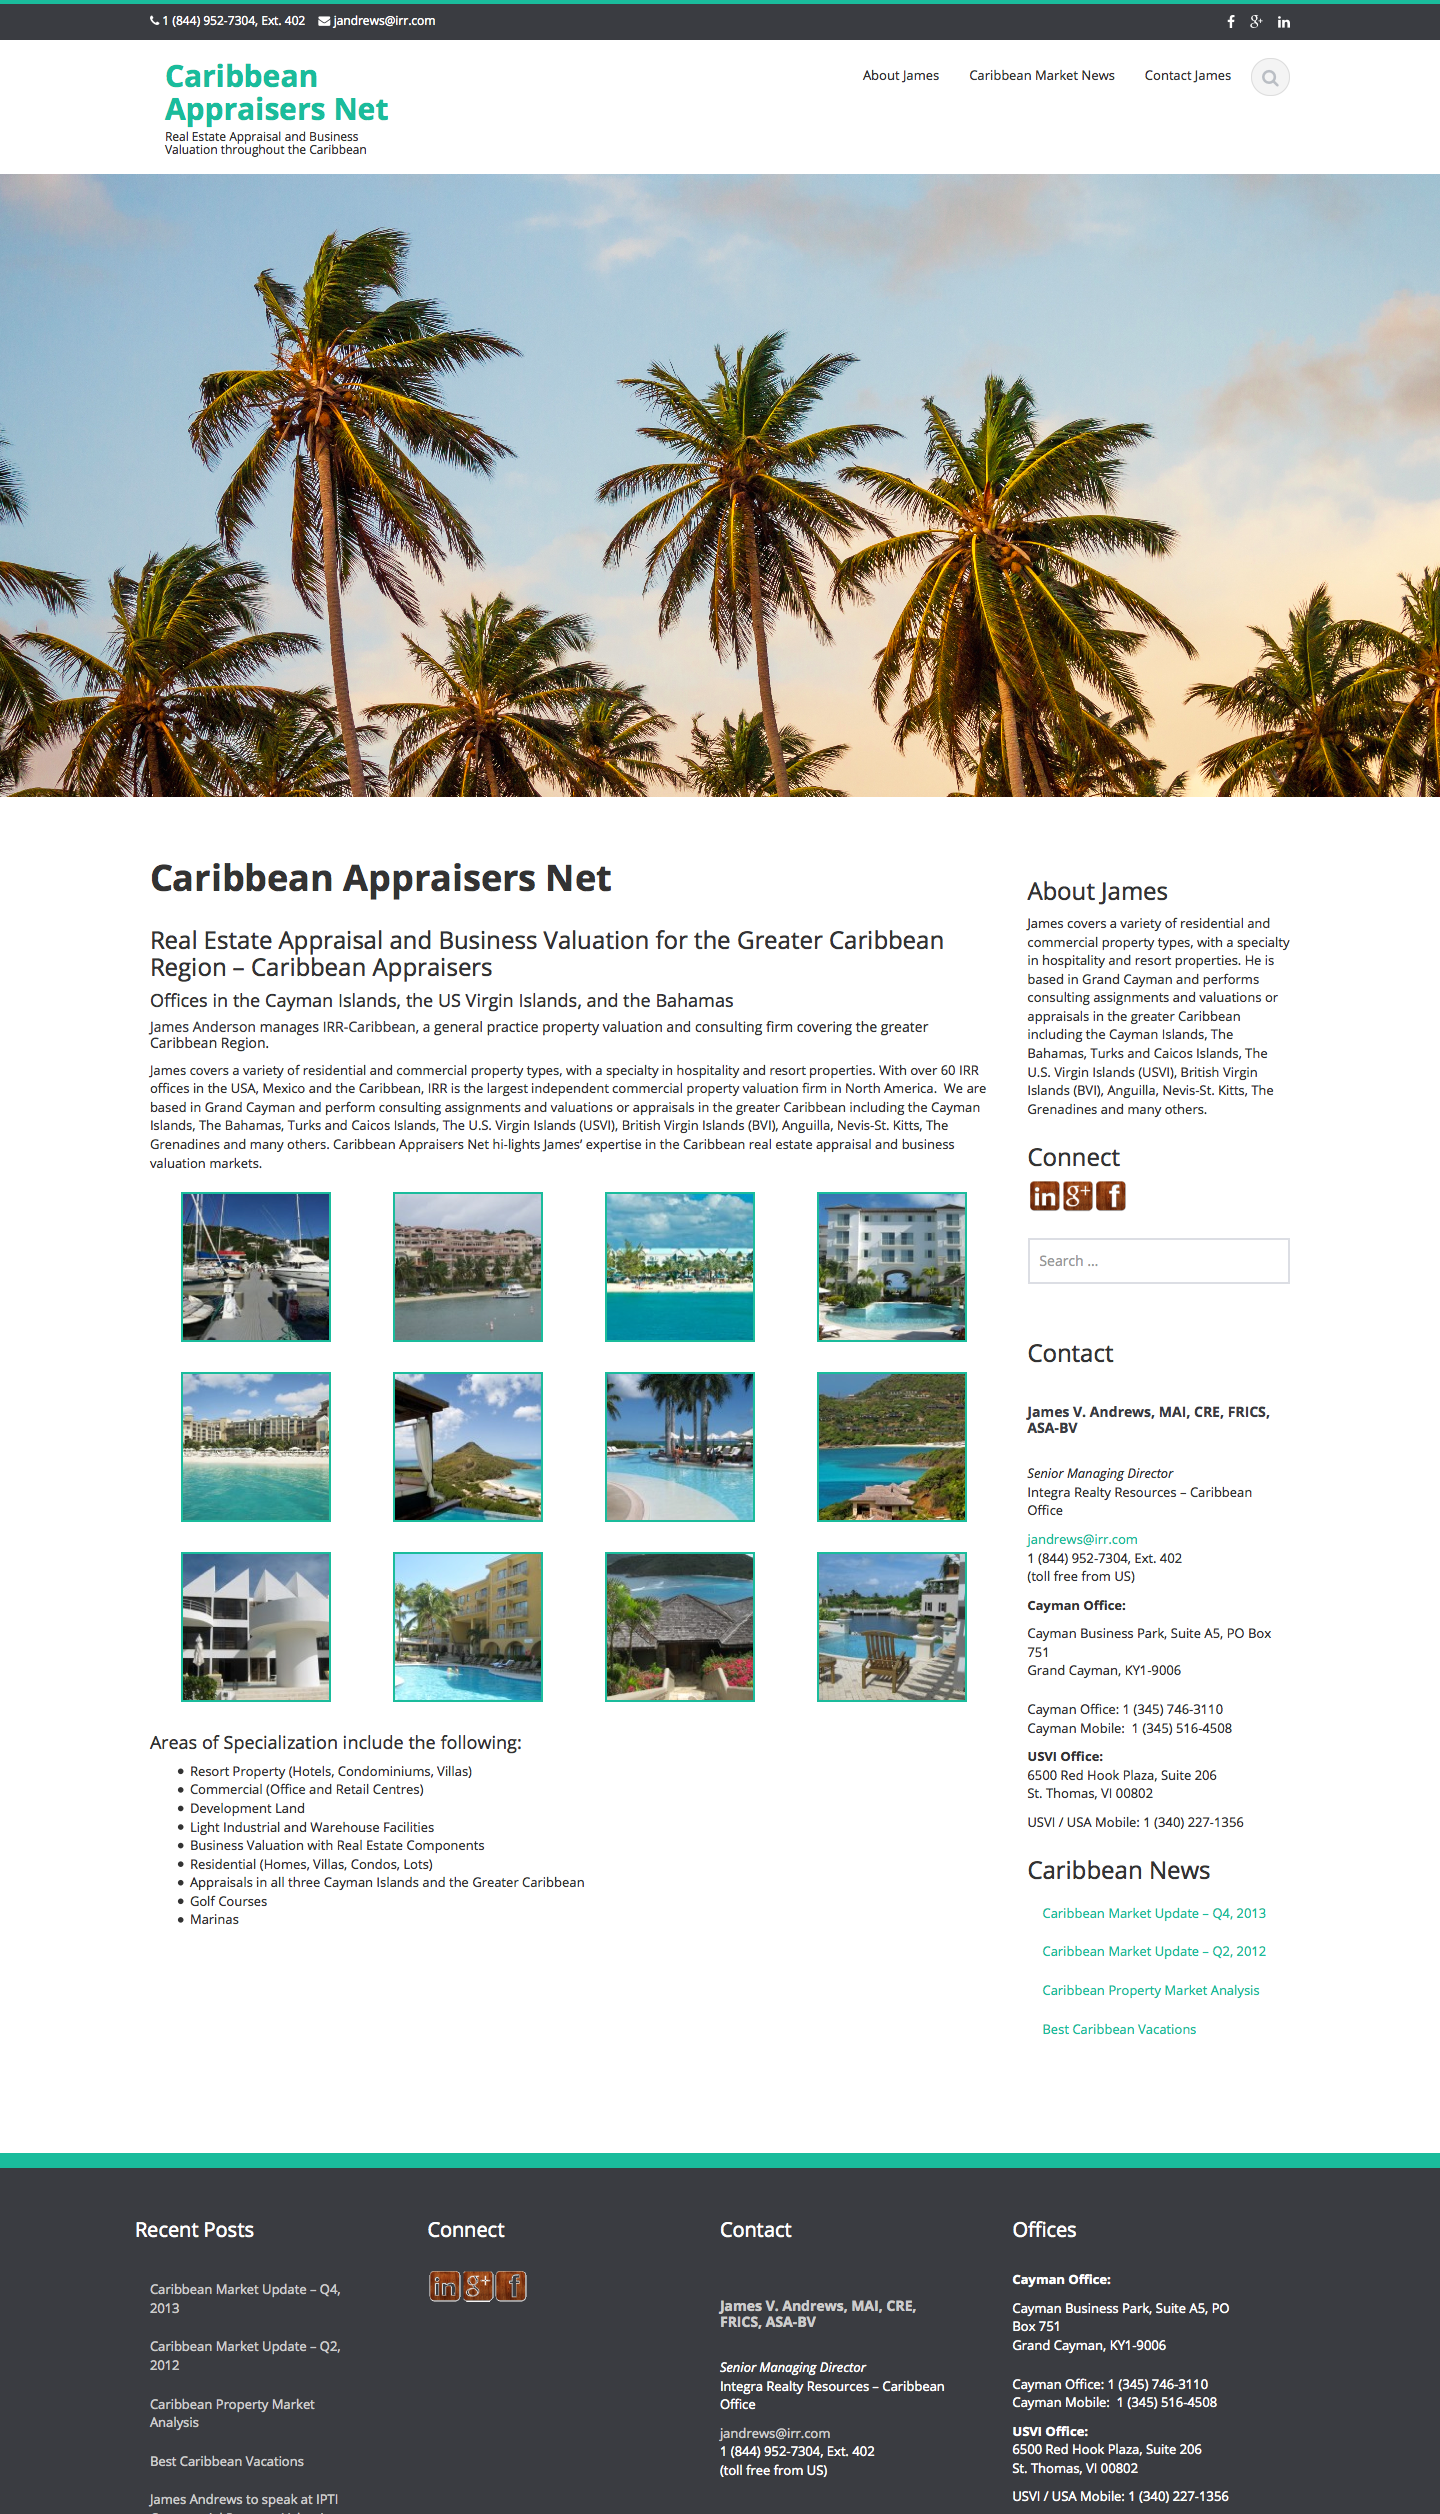 1 (844) 952-7304, Ext. 402 jandrews@irr.com
Caribbean
Appraisers Net
Real Estate Appraisal and Business
Valuation throughout the Caribbean
About James Caribbean Market News Contact James
Caribbean Appraisers Net
Real Estate Appraisal and Business Valuation for the Greater Caribbean
Region – Caribbean Appraisers
Offices in the Cayman Islands, the US Virgin Islands, and the Bahamas
James Anderson manages IRR-Caribbean, a general practice property valuation and consulting firm covering the greater
Caribbean Region.
James covers a variety of residential and commercial property types, with a specialty in hospitality and resort properties. With over 60 IRR
offices in the USA, Mexico and the Caribbean, IRR is the largest independent commercial property valuation firm in North America.  We are
based in Grand Cayman and perform consulting assignments and valuations or appraisals in the greater Caribbean including the Cayman
Islands, The Bahamas, Turks and Caicos Islands, The U.S. Virgin Islands (USVI), British Virgin Islands (BVI), Anguilla, Nevis-St. Kitts, The
Grenadines and many others. Caribbean Appraisers Net hi-lights James’ expertise in the Caribbean real estate appraisal and business
valuation markets.
Areas of Specialization include the following:
Resort Property (Hotels, Condominiums, Villas)
Commercial (Office and Retail Centres)
Development Land
Light Industrial and Warehouse Facilities
Business Valuation with Real Estate Components
Residential (Homes, Villas, Condos, Lots)
Appraisals in all three Cayman Islands and the Greater Caribbean
Golf Courses
Marinas
About James
James covers a variety of residential and
commercial property types, with a specialty
in hospitality and resort properties. He is
based in Grand Cayman and performs
consulting assignments and valuations or
appraisals in the greater Caribbean
including the Cayman Islands, The
Bahamas, Turks and Caicos Islands, The
U.S. Virgin Islands (USVI), British Virgin
Islands (BVI), Anguilla, Nevis-St. Kitts, The
Grenadines and many others.
Connect
in g+ f
Search ...
Contact
James V. Andrews, MAI, CRE, FRICS,
ASA-BV
Senior Managing Director
Integra Realty Resources – Caribbean
Office
jandrews@irr.com
1 (844) 952-7304, Ext. 402
(toll free from US)
Cayman Office:
Cayman Business Park, Suite A5, PO Box
751
Grand Cayman, KY1-9006
Cayman Office: 1 (345) 746-3110
Cayman Mobile:  1 (345) 516-4508
USVI Office:
6500 Red Hook Plaza, Suite 206
St. Thomas, VI 00802
USVI / USA Mobile: 1 (340) 227-1356
Caribbean News
Caribbean Market Update – Q4, 2013
Caribbean Market Update – Q2, 2012
Caribbean Property Market Analysis
Best Caribbean Vacations
Recent Posts
Caribbean Market Update – Q4,
2013
Caribbean Market Update – Q2,
2012
Caribbean Property Market
Analysis
Best Caribbean Vacations
James Andrews to speak at IPTI
Connect
in g+ f
Contact
James V. Andrews, MAI, CRE,
FRICS, ASA-BV
Senior Managing Director
Integra Realty Resources – Caribbean
Office
jandrews@irr.com
1 (844) 952-7304, Ext. 402
(toll free from US)
Offices
Cayman Office:
Cayman Business Park, Suite A5, PO
Box 751
Grand Cayman, KY1-9006
Cayman Office: 1 (345) 746-3110
Cayman Mobile:  1 (345) 516-4508
USVI Office:
6500 Red Hook Plaza, Suite 206
St. Thomas, VI 00802
USVI / USA Mobile: 1 (340) 227-1356